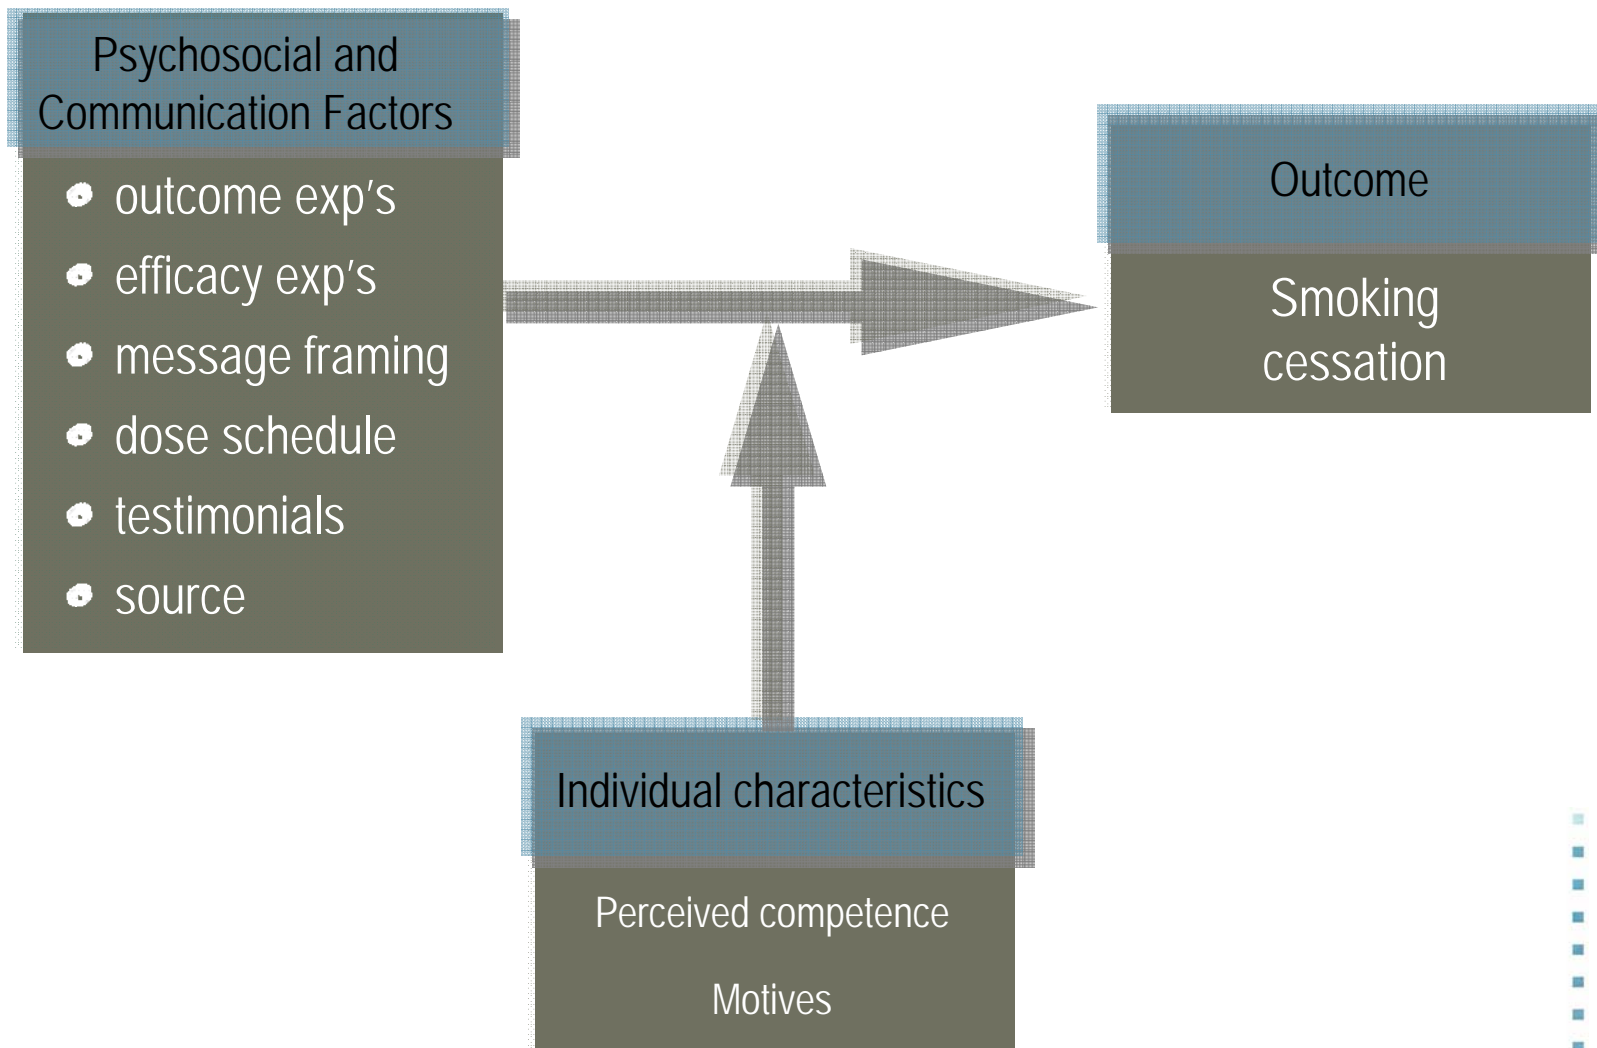 Psychosocial and
Communication Factors
outcome exp's
efficacy exp's
message framing
dose schedule
testimonials
source
Outcome
Smoking
cessation
Individual characteristics
Perceived competence
Motives